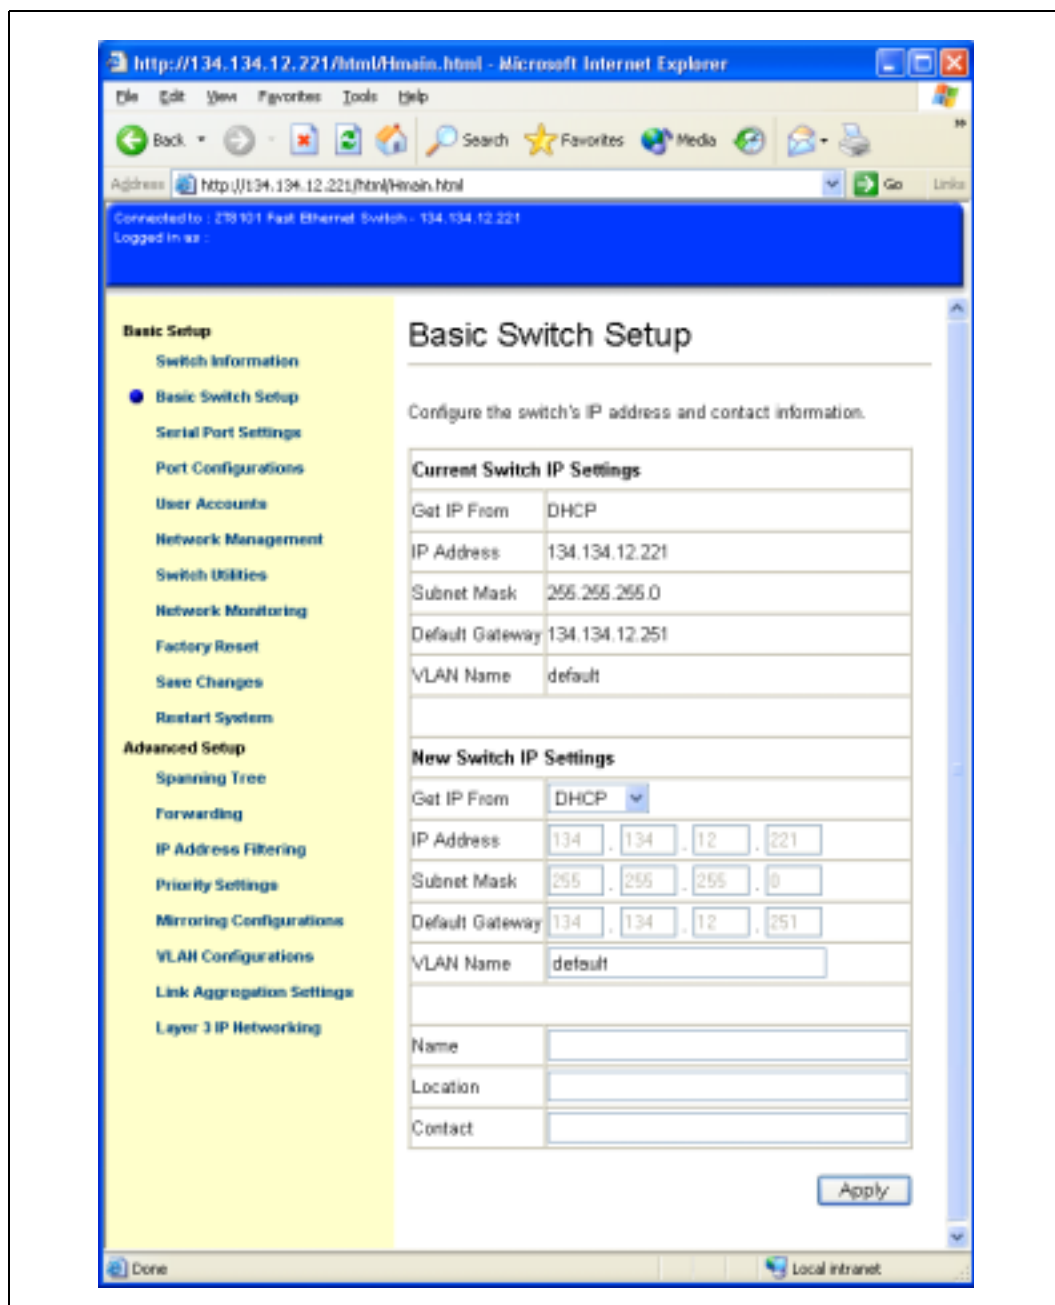 http://134.134.12.221/html/Hmain.html - Microsoft Internet Explorer
File Edit View Favorites Tools Help
Back Search Favorites Media
Address http://134.134.12.221/html/Hmain.html Go Links
Connected to : ZT8101 Fast Ethernet Switch - 134.134.12.221
Logged in as :
Basic Setup
Switch Information
Basic Switch Setup
Serial Port Settings
Port Configurations
User Accounts
Network Management
Switch Utilities
Network Monitoring
Factory Reset
Save Changes
Restart System
Advanced Setup
Spanning Tree
Forwarding
IP Address Filtering
Priority Settings
Mirroring Configurations
VLAN Configurations
Link Aggregation Settings
Layer 3 IP Networking
Basic Switch Setup
Configure the switch's IP address and contact information.
Current Switch IP Settings
Get IP From DHCP
IP Address 134.134.12.221
Subnet Mask 255.255.255.0
Default Gateway 134.134.12.251
VLAN Name default
New Switch IP Settings
Get IP From DHCP
IP Address 134 . 134 . 12 . 221
Subnet Mask 255 . 255 . 255 . 0
Default Gateway 134 . 134 . 12 . 251
VLAN Name default
Name
Location
Contact
Apply
Done Local intranet